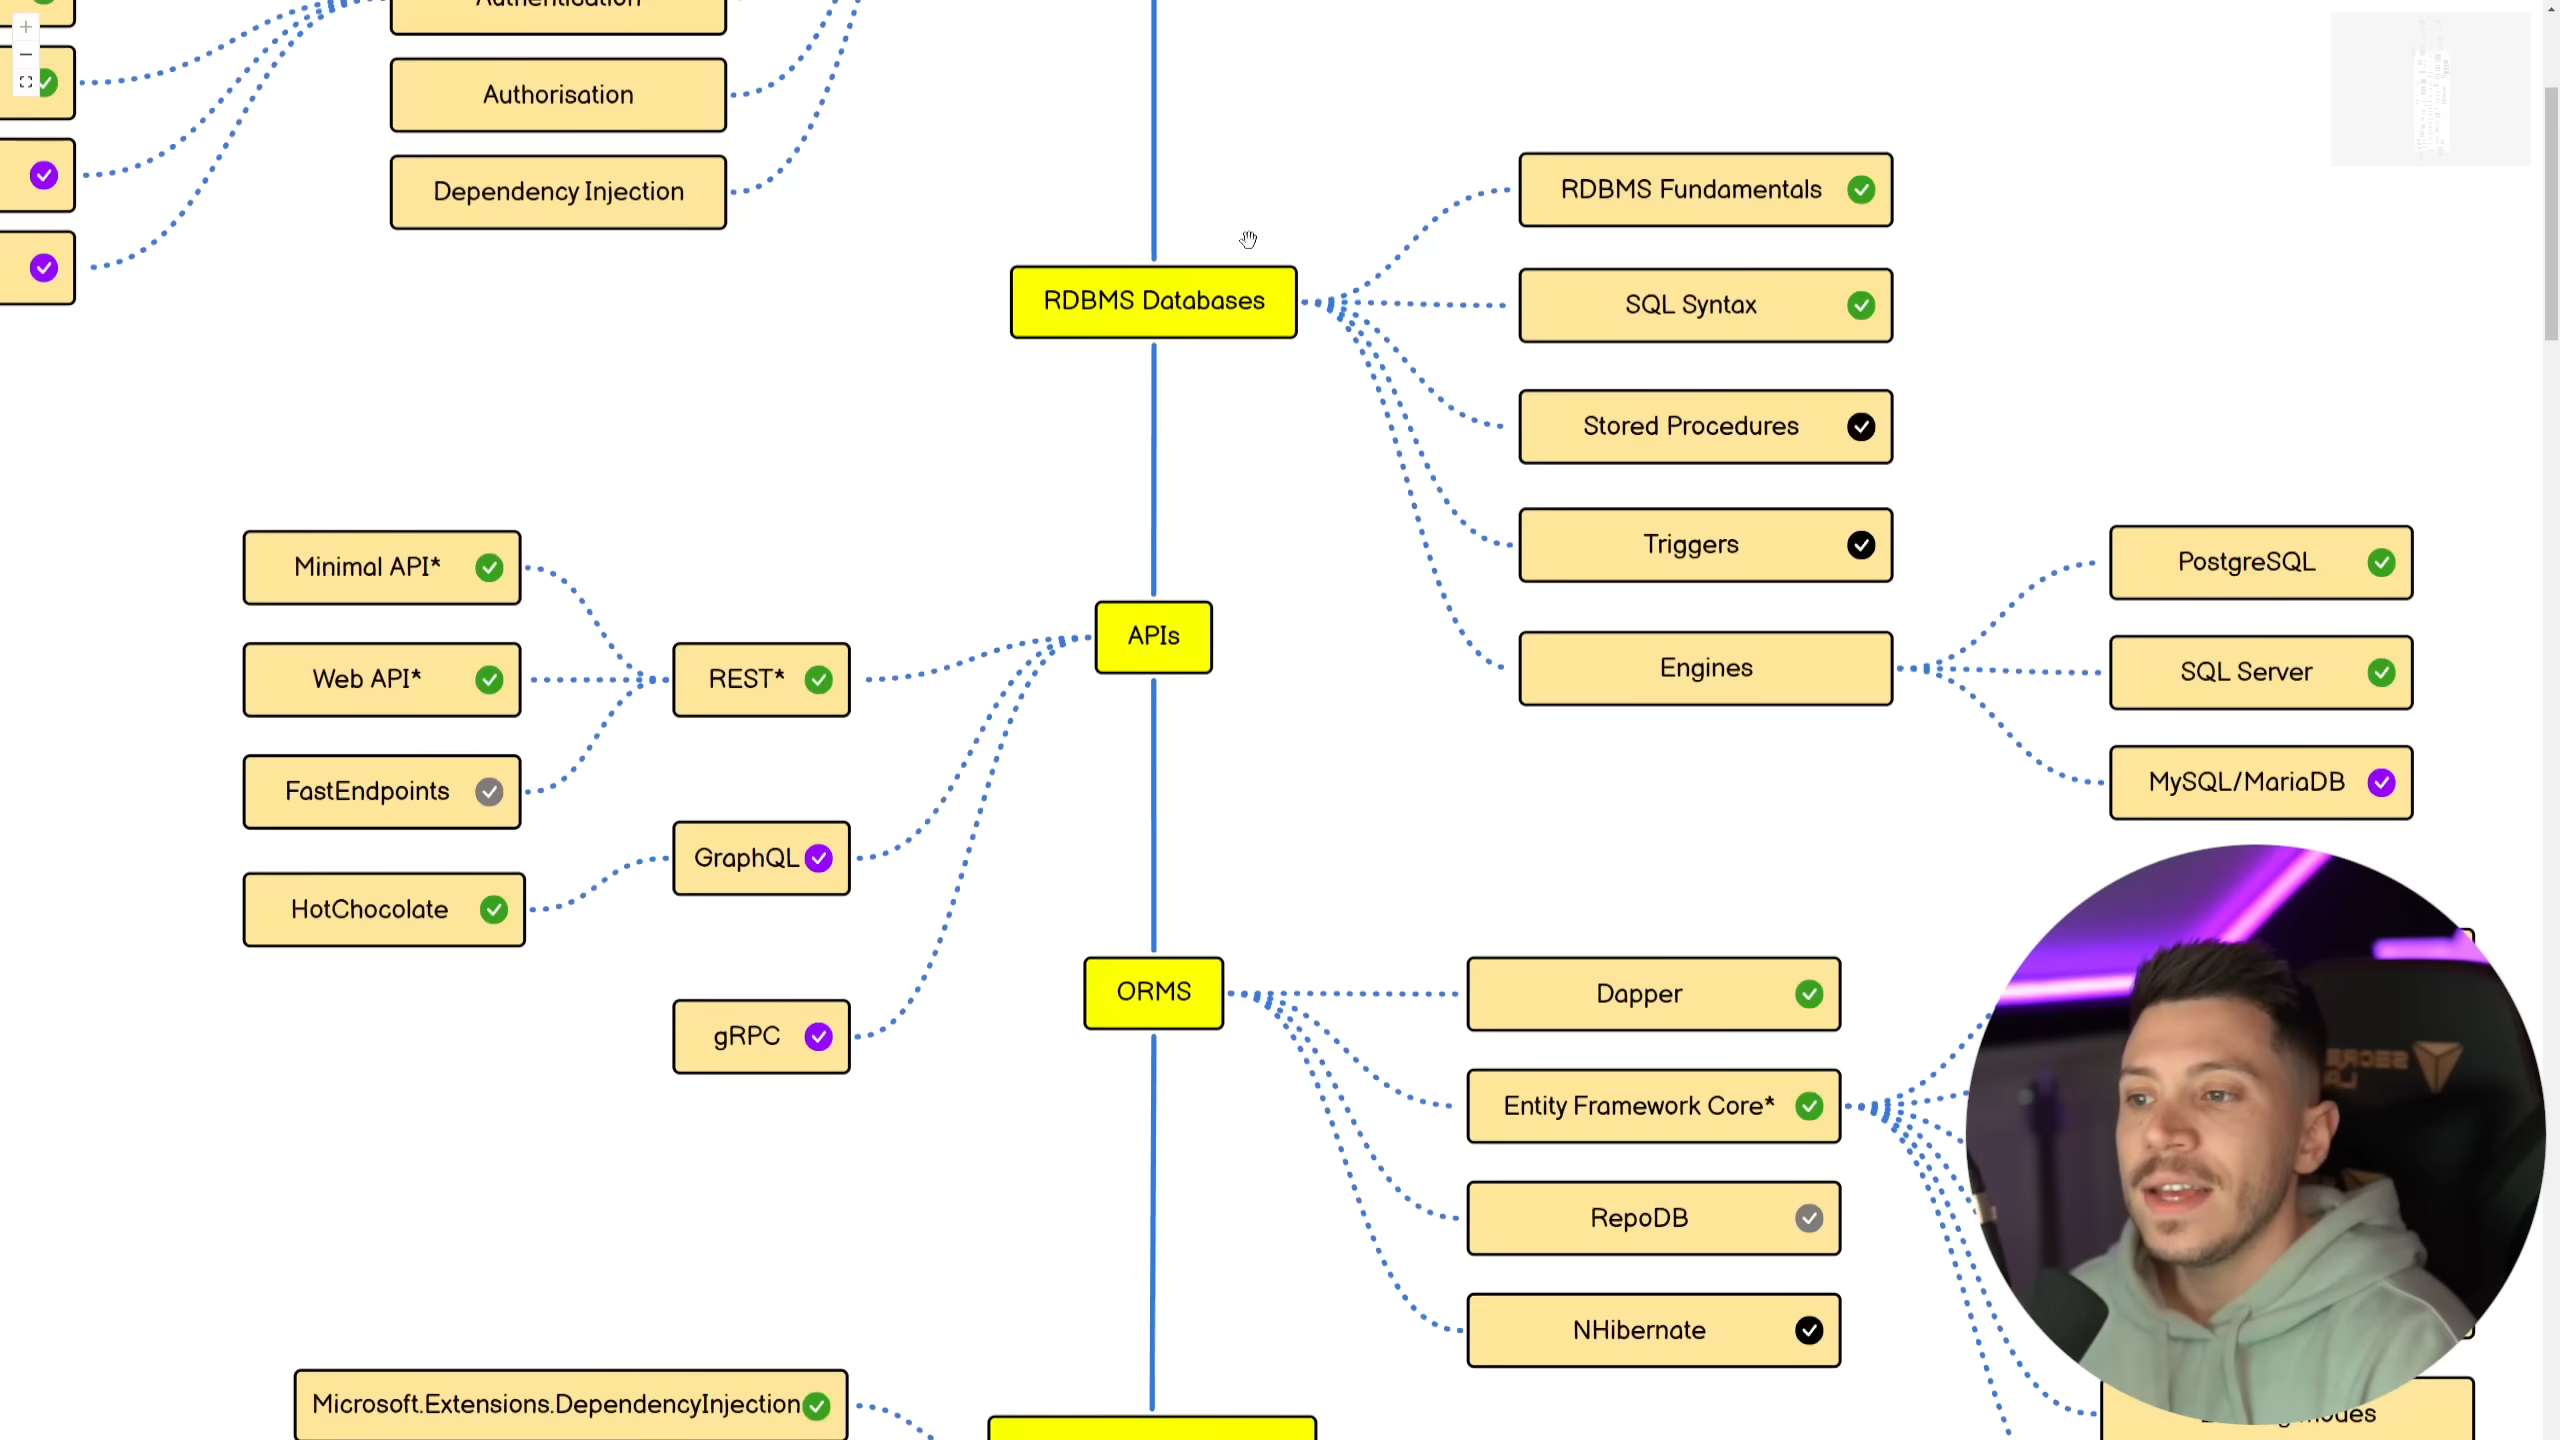 Authorisation
Dependency Injection
RDBMS Databases
RDBMS Fundamentals
SQL Syntax
Stored Procedures
Triggers
Engines
PostgreSQL
SQL Server
MySQL/MariaDB
APIs
Minimal API*
Web API*
FastEndpoints
REST*
GraphQL
HotChocolate
gRPC
ORMS
Dapper
Entity Framework Core*
RepoDB
NHibernate
Microsoft.Extensions.DependencyInjection